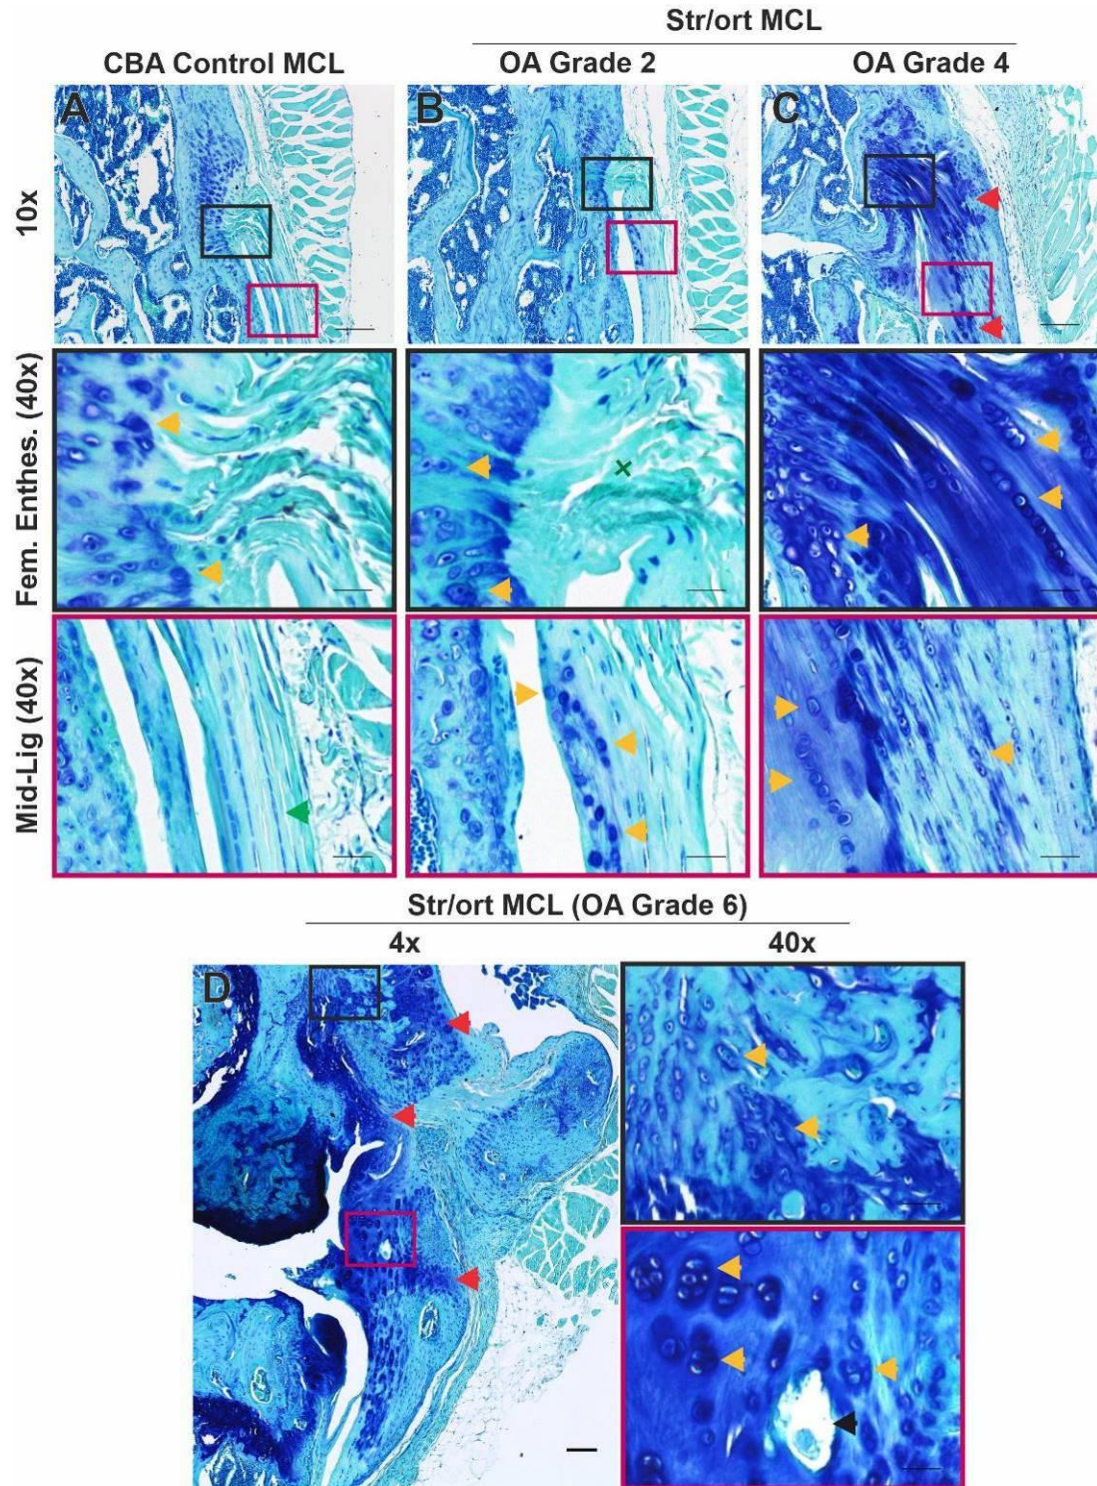 Str/ort MCL
CBA Control MCL
OA Grade 2
OA Grade 4
A
B
C
10x
Fem. Enthes. (40x)
Mid-Lig (40x)
Str/ort MCL (OA Grade 6)
4x
40x
D